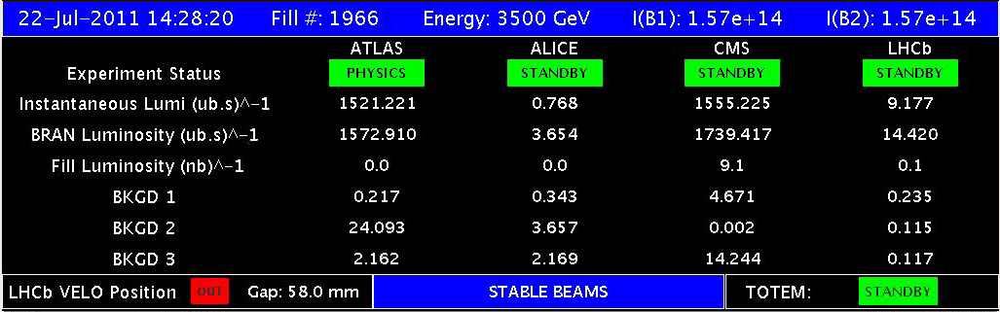 22-Jul-2011 14:28:20 Fill #: 1966 Energy: 3500 GeV I(B1): 1.57e+14 I(B2): 1.57e+14
ATLAS ALICE CMS LHCb
Experiment Status PHYSICS STANDBY STANDBY STANDBY
Instantaneous Lumi (ub.s)^-1 1521.221 0.768 1555.225 9.177
BRAN Luminosity (ub.s)^-1 1572.910 3.654 1739.417 14.420
Fill Luminosity (nb)^-1 0.0 0.0 9.1 0.1
BKGD 1 0.217 0.343 4.671 0.235
BKGD 2 24.093 3.657 0.002 0.115
BKGD 3 2.162 2.169 14.244 0.117
LHCb VELO Position OUT Gap: 58.0 mm STABLE BEAMS TOTEM: STANDBY